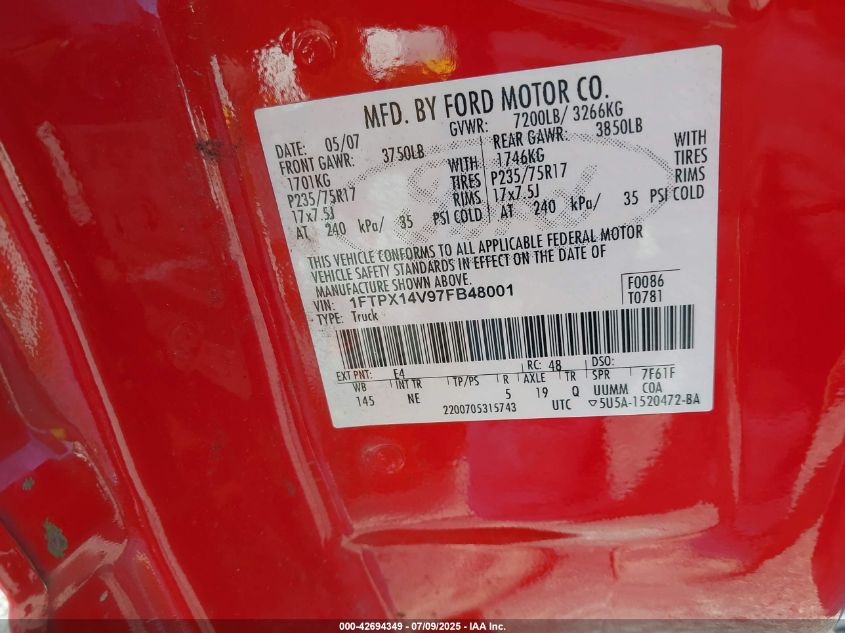 MFD. BY FORD MOTOR CO.
DATE: 05/07 GVWR: 7200LB/ 3266KG
FRONT GAWR: 3750LB REAR GAWR: 3850LB
1701KG WITH 1746KG WITH
P235/75R17 TIRES P235/75R17 TIRES
17x7.5J RIMS 17x7.5J RIMS
AT 240 kPa/ 35 PSI COLD AT 240 kPa/ 35 PSI COLD
THIS VEHICLE CONFORMS TO ALL APPLICABLE FEDERAL MOTOR
VEHICLE SAFETY STANDARDS IN EFFECT ON THE DATE OF
MANUFACTURE SHOWN ABOVE.
VIN: 1FTPX14V97FB48001 F0086
TYPE: Truck T0781
EXT PNT: E4 RC: 48 DSO:
WB INT TR TP/PS R AXLE TR SPR 7F61F
145 NE 5 19 Q UUMM COA
2200705315743 UTC ▽5U5A-1520472-BA
000-42694349 | 07/09/2025 | IAA Inc.